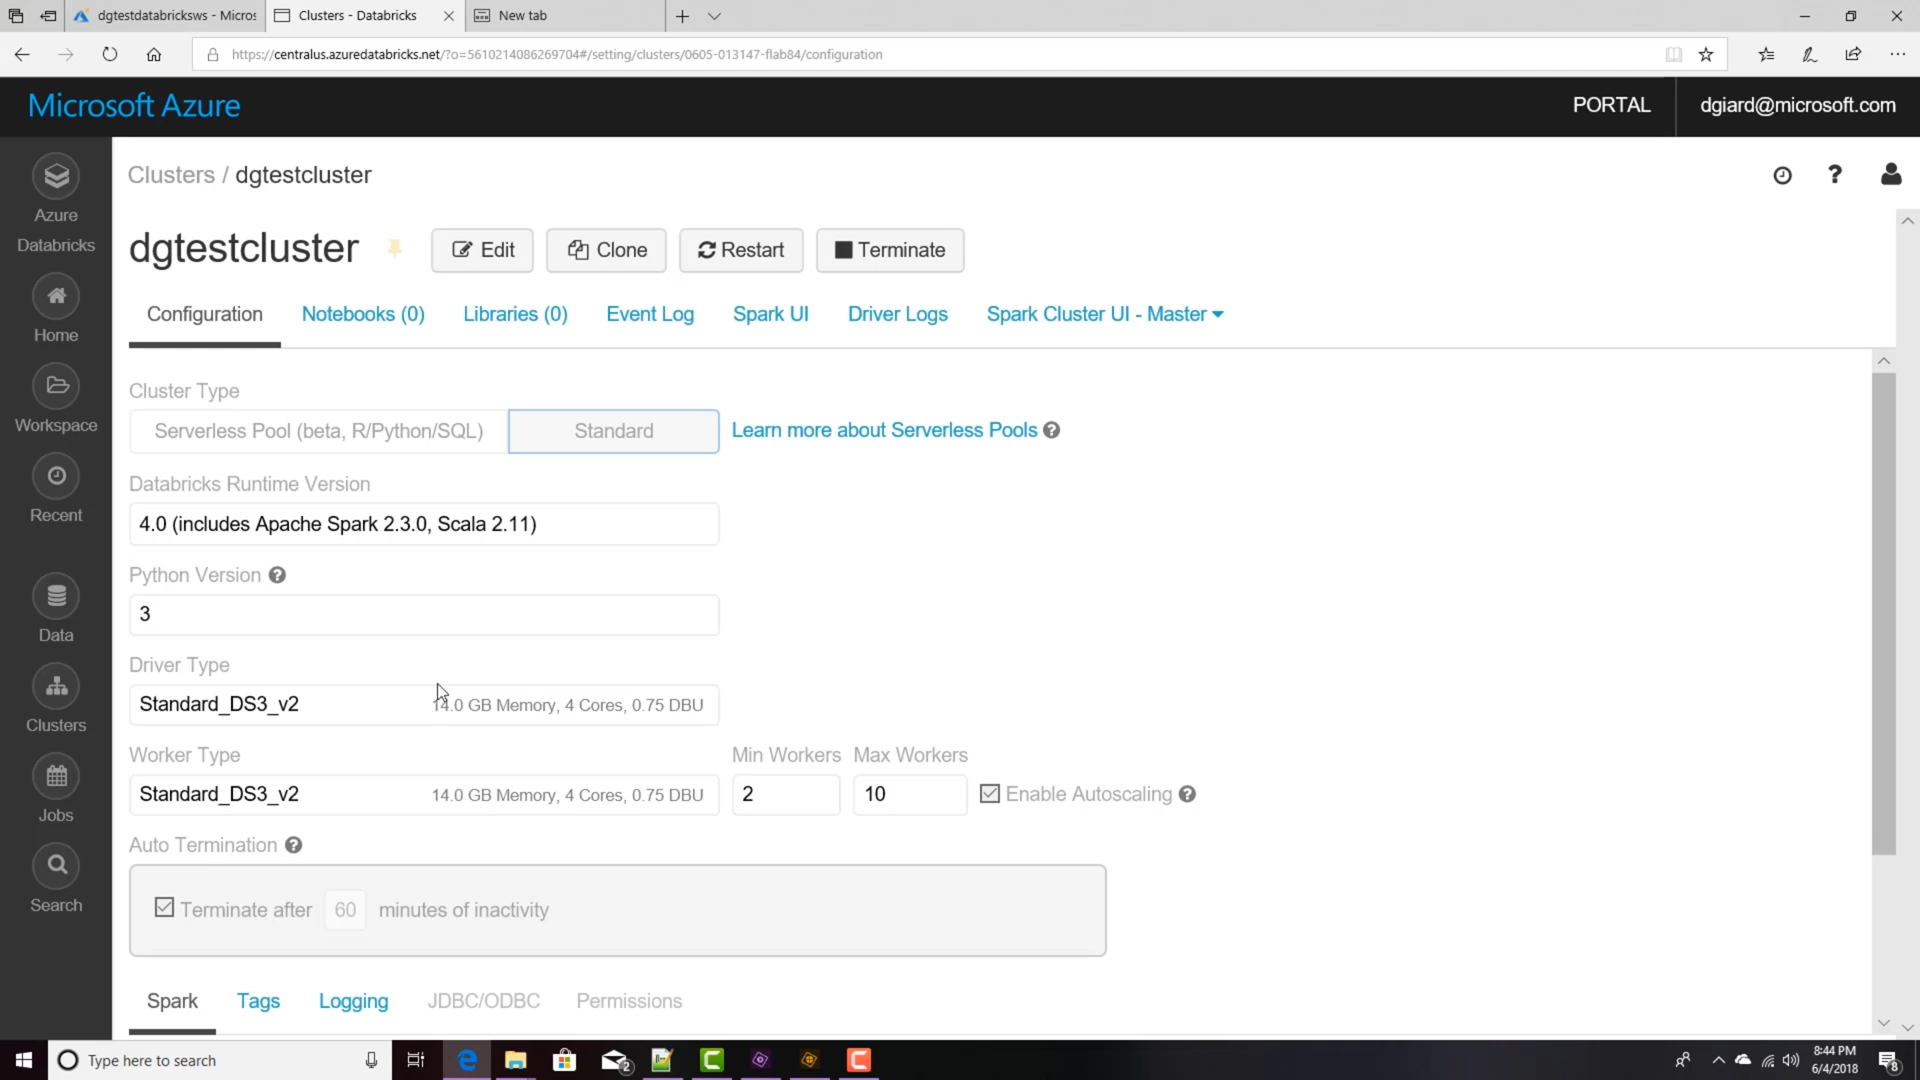 dgtestdatabricksws - Micros
Clusters - Databricks
New tab
https://centralus.azuredatabricks.net/?o=5610214086269704#/setting/clusters/0605-013147-flab84/configuration
Microsoft Azure
PORTAL
dgiard@microsoft.com
Azure
Databricks
Home
Workspace
Recent
Data
Clusters
Jobs
Search
Clusters / dgtestcluster
?
dgtestcluster
Edit
Clone
Restart
Terminate
Configuration
Notebooks (0)
Libraries (0)
Event Log
Spark UI
Driver Logs
Spark Cluster UI - Master
Cluster Type
Serverless Pool (beta, R/Python/SQL)
Standard
Learn more about Serverless Pools ?
Databricks Runtime Version
4.0 (includes Apache Spark 2.3.0, Scala 2.11)
Python Version ?
3
Driver Type
Standard_DS3_v2
14.0 GB Memory, 4 Cores, 0.75 DBU
Worker Type
Min Workers
Max Workers
Standard_DS3_v2
14.0 GB Memory, 4 Cores, 0.75 DBU
2
10
Enable Autoscaling ?
Auto Termination ?
Terminate after 60 minutes of inactivity
Spark
Tags
Logging
JDBC/ODBC
Permissions
Type here to search
2
8:44 PM
6/4/2018
8